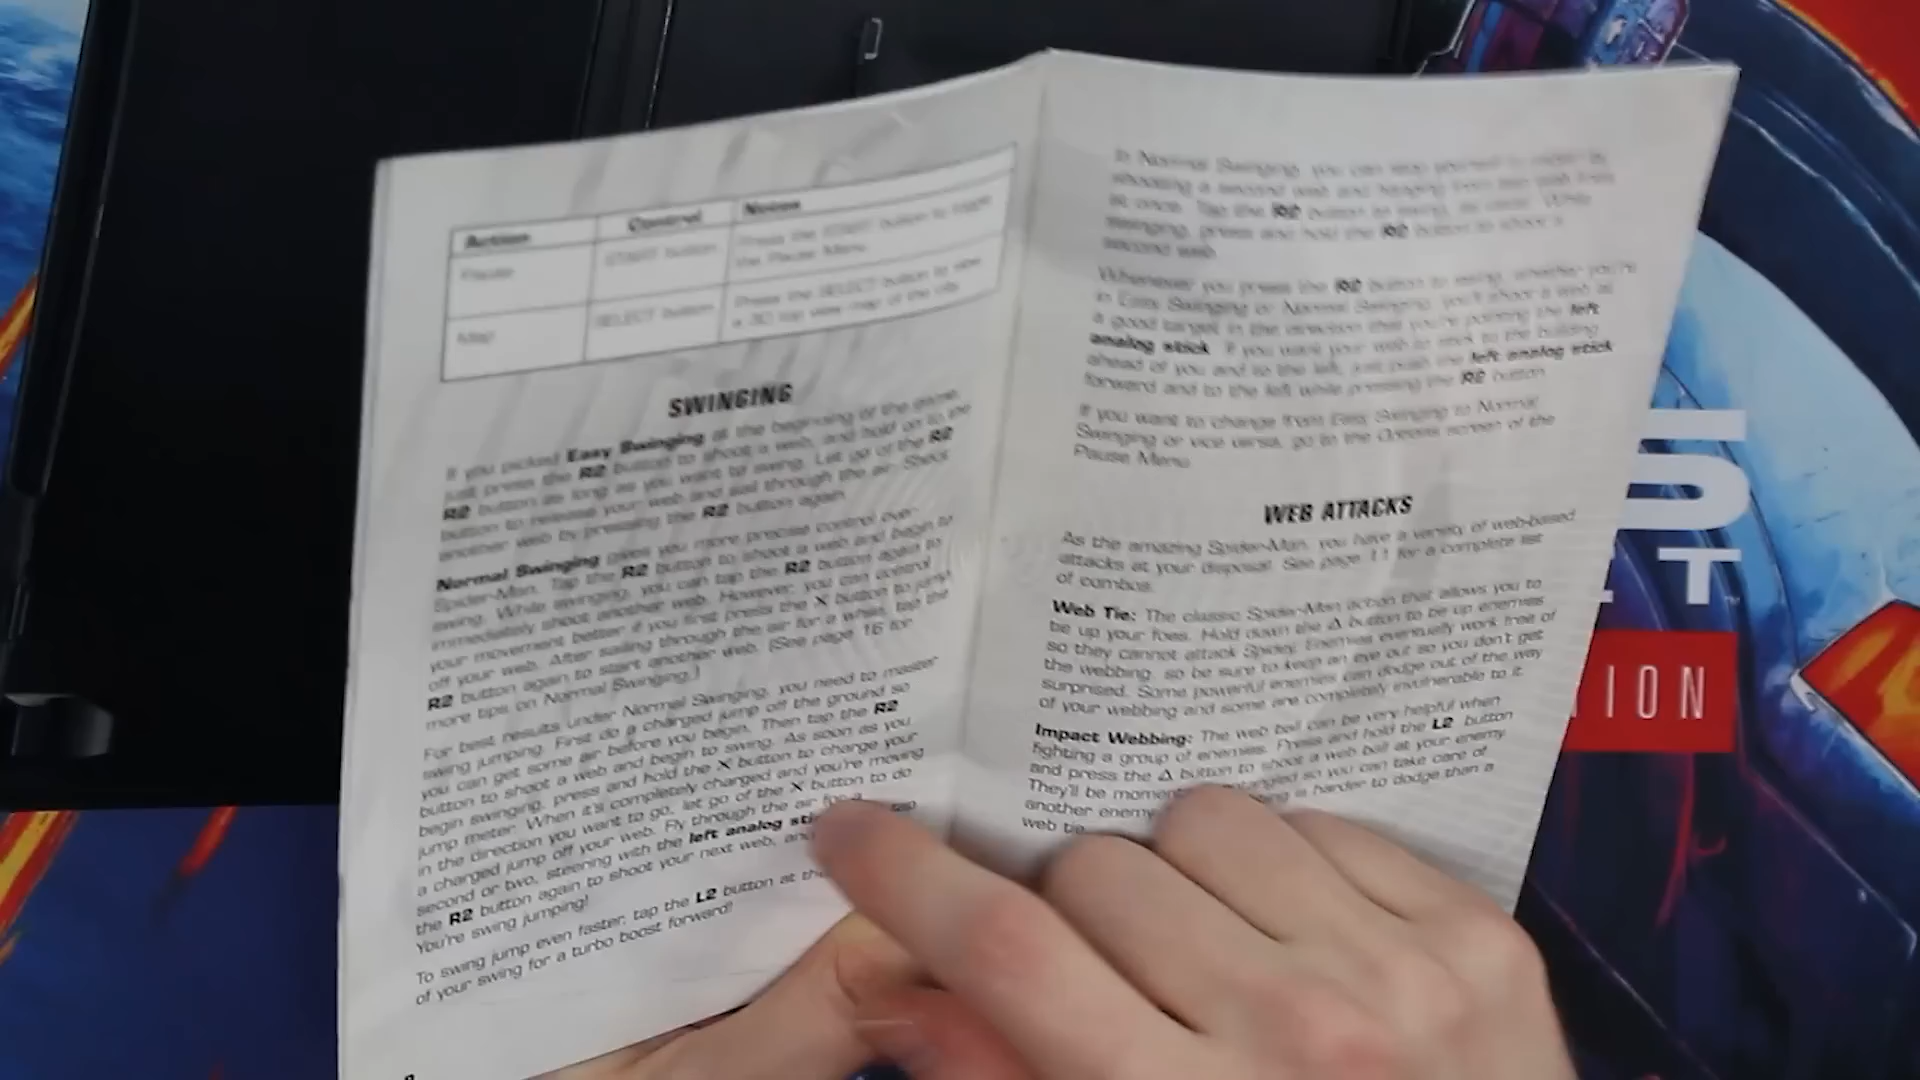 Action Control Notes
Pause START button Press the START button to toggle
the Pause Menu.
Map SELECT button Press the SELECT button to view
a 3D top view map of the city.
SWINGING
If you picked Easy Swinging at the beginning of the game,
just press the R2 button to shoot a web, and hold on to the
R2 button as long as you want to swing. Let go of the R2
button to release your web and sail through the air. Shoot
another web by pressing the R2 button again.
Normal Swinging gives you more precise control over
Spider-Man. Tap the R2 button to shoot a web and begin to
swing. While swinging, you can tap the R2 button again to
immediately shoot another web. However, you can control
your movement better if you first press the X button to jump
off your web. After sailing through the air for a while, tap the
R2 button again to start another web. (See page 16 for
more tips on Normal Swinging.)
For best results under Normal Swinging, you need to master
swing jumping. First do a charged jump off the ground so
you can get some air before you begin. Then tap the R2
button to shoot a web and begin to swing. As soon as you
begin swinging, press and hold the X button to charge your
jump meter. When it's completely charged and you're moving
in the direction you want to go, let go of the X button to do
a charged jump off your web. Fly through the air for a
second or two, steering with the left analog tap
the R2 button again to shoot your next web, and
You're swing jumping!
To swing jump even faster, tap the L2 button at the
of your swing for a turbo boost forward!
In Normal Swinging, you can stop yourself in midair by
shooting a second web and hanging from two web lines
at once. Tap the R2 button to swing, as usual. While
swinging, press and hold the R2 button to shoot a
second web.
Whenever you press the R2 button to swing, whether you're
in Easy Swinging or Normal Swinging, you'll shoot a web at
a good target in the direction that you're pointing the left
analog stick. If you want your web to stick to the building
ahead of you and to the left, just push the left analog stick
forward and to the left while pressing the R2 button.
If you want to change from Easy Swinging to Normal
Swinging or vice versa, go to the Options screen of the
Pause Menu.
WEB ATTACKS
As the amazing Spider-Man, you have a variety of web-based
attacks at your disposal. See page 11 for a complete list
of combos.
Web Tie: The classic Spider-Man action that allows you to
tie up your foes. Hold down the Δ button to tie up enemies
so they cannot attack Spidey. Enemies eventually work free of
the webbing, so be sure to keep an eye out so you don't get
surprised. Some powerful enemies can dodge out of the way
of your webbing and some are completely invulnerable to it.
Impact Webbing: The web ball can be very helpful when
fighting a group of enemies. Press and hold the L2 button
and press the Δ button to shoot a web ball at your enemy.
They'll be so you can take care of
another is harder to dodge than a
web tie.